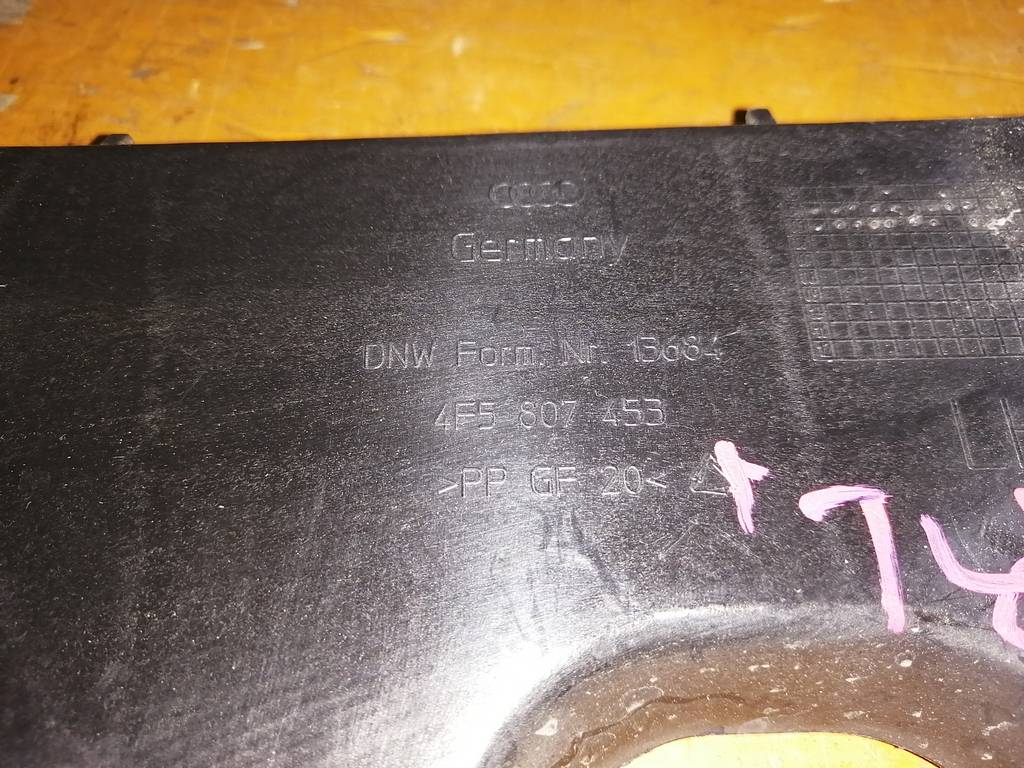 Germany
DNW Form. Nr. 13684
4F5 807 453
>PP GF 20<